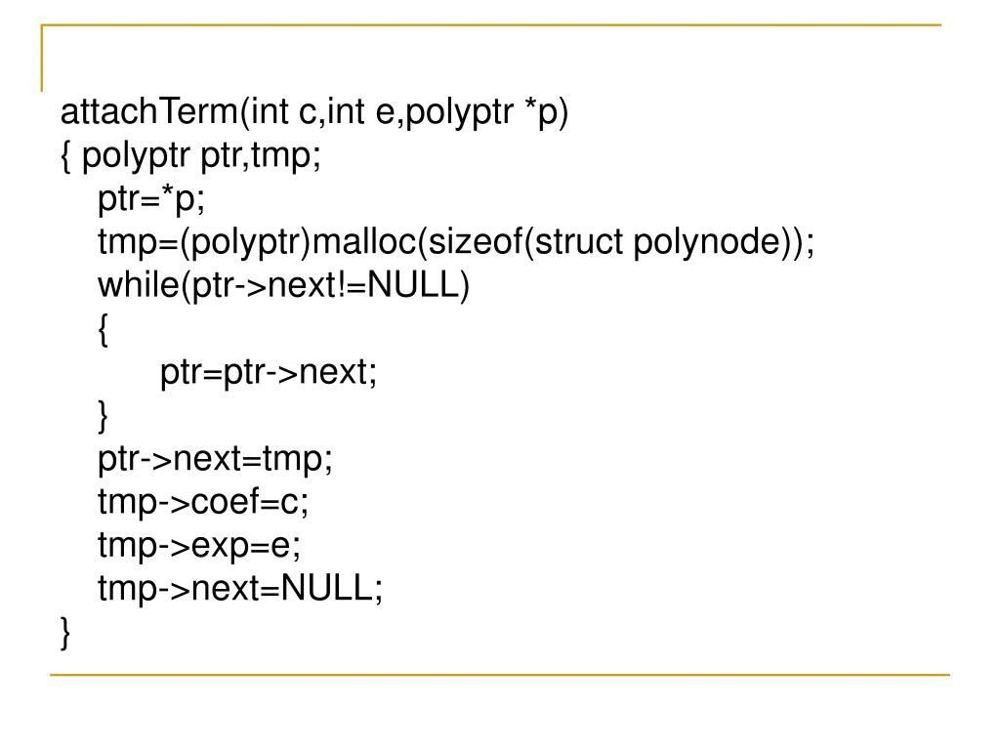 attachTerm(int c,int e,polyptr *p)
{ polyptr ptr,tmp;
ptr=*p;
tmp=(polyptr)malloc(sizeof(struct polynode));
while(ptr->next!=NULL)
{
ptr=ptr->next;
}
ptr->next=tmp;
tmp->coef=c;
tmp->exp=e;
tmp->next=NULL;
}